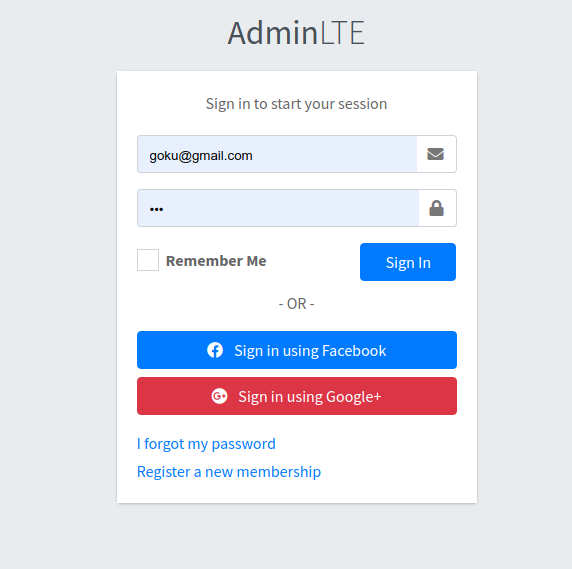 AdminLTE
Sign in to start your session
goku@gmail.com
•••
Remember Me
Sign In
- OR -
Sign in using Facebook
Sign in using Google+
I forgot my password
Register a new membership